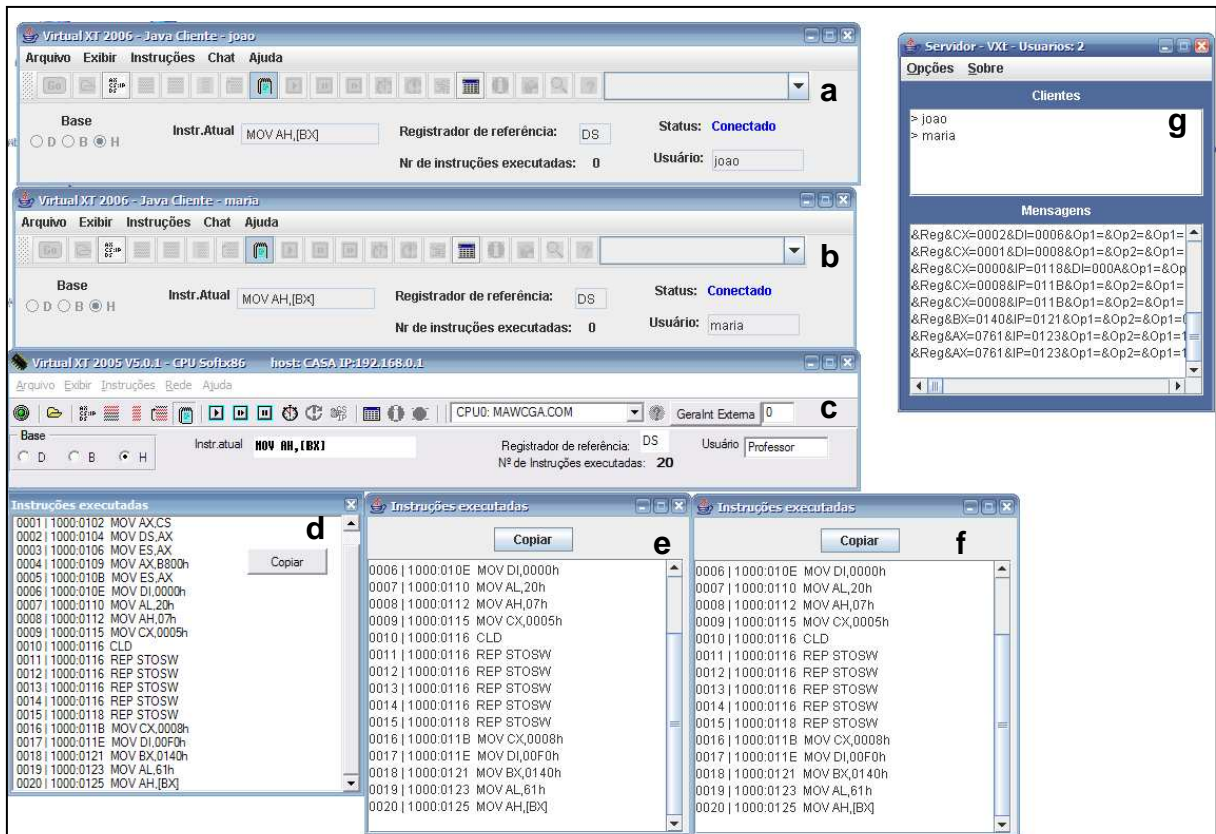 Virtual XT 2006 - Java Cliente - joao
Arquivo Exibir Instruções Chat Ajuda
a
Base
D B H
Instr.Atual MOV AH,[BX]
Registrador de referência: DS
Status: Conectado
Nr de instruções executadas: 0
Usuário: joao
Virtual XT 2006 - Java Cliente - maria
Arquivo Exibir Instruções Chat Ajuda
b
Base
D B H
Instr.Atual MOV AH,[BX]
Registrador de referência: DS
Status: Conectado
Nr de instruções executadas: 0
Usuário: maria
Virtual XT 2005 V5.0.1 - CPU Softx86 host: CASA IP:192.168.0.1
Arquivo Exibir Instruções Rede Ajuda
CPU0: MAWCGA.COM
GeraInt Externa 0
c
Base
D B H
Instr.atual MOV AH,[BX]
Registrador de referência: DS
Usuário Professor
Nº de Instruções executadas: 20
Instruções executadas
d
Copiar
0001 | 1000:0102 MOV AX,CS
0002 | 1000:0104 MOV DS,AX
0003 | 1000:0106 MOV ES,AX
0004 | 1000:0109 MOV AX,B800h
0005 | 1000:010B MOV ES,AX
0006 | 1000:010E MOV DI,0000h
0007 | 1000:0110 MOV AL,20h
0008 | 1000:0112 MOV AH,07h
0009 | 1000:0115 MOV CX,0005h
0010 | 1000:0116 CLD
0011 | 1000:0116 REP STOSW
0012 | 1000:0116 REP STOSW
0013 | 1000:0116 REP STOSW
0014 | 1000:0116 REP STOSW
0015 | 1000:0118 REP STOSW
0016 | 1000:011B MOV CX,0008h
0017 | 1000:011E MOV DI,00F0h
0018 | 1000:0121 MOV BX,0140h
0019 | 1000:0123 MOV AL,61h
0020 | 1000:0125 MOV AH,[BX]
Instruções executadas
Copiar
e
0006 | 1000:010E MOV DI,0000h
0007 | 1000:0110 MOV AL,20h
0008 | 1000:0112 MOV AH,07h
0009 | 1000:0115 MOV CX,0005h
0010 | 1000:0116 CLD
0011 | 1000:0116 REP STOSW
0012 | 1000:0116 REP STOSW
0013 | 1000:0116 REP STOSW
0014 | 1000:0116 REP STOSW
0015 | 1000:0118 REP STOSW
0016 | 1000:011B MOV CX,0008h
0017 | 1000:011E MOV DI,00F0h
0018 | 1000:0121 MOV BX,0140h
0019 | 1000:0123 MOV AL,61h
0020 | 1000:0125 MOV AH,[BX]
Instruções executadas
Copiar
f
0006 | 1000:010E MOV DI,0000h
0007 | 1000:0110 MOV AL,20h
0008 | 1000:0112 MOV AH,07h
0009 | 1000:0115 MOV CX,0005h
0010 | 1000:0116 CLD
0011 | 1000:0116 REP STOSW
0012 | 1000:0116 REP STOSW
0013 | 1000:0116 REP STOSW
0014 | 1000:0116 REP STOSW
0015 | 1000:0118 REP STOSW
0016 | 1000:011B MOV CX,0008h
0017 | 1000:011E MOV DI,00F0h
0018 | 1000:0121 MOV BX,0140h
0019 | 1000:0123 MOV AL,61h
0020 | 1000:0125 MOV AH,[BX]
Servidor - VXt - Usuarios: 2
Opções Sobre
Clientes
g
> joao
> maria
Mensagens
&Reg&CX=0002&DI=0006&Op1=&Op2=&Op1=
&Reg&CX=0001&DI=0008&Op1=&Op2=&Op1=
&Reg&CX=0000&IP=0118&DI=000A&Op1=&Op
&Reg&CX=0008&IP=011B&Op1=&Op2=&Op1=
&Reg&CX=0008&IP=011B&Op1=&Op2=&Op1=
&Reg&BX=0140&IP=0121&Op1=&Op2=&Op1=0
&Reg&AX=0761&IP=0123&Op1=&Op2=&Op1=1
&Reg&AX=0761&IP=0123&Op1=&Op2=&Op1=1